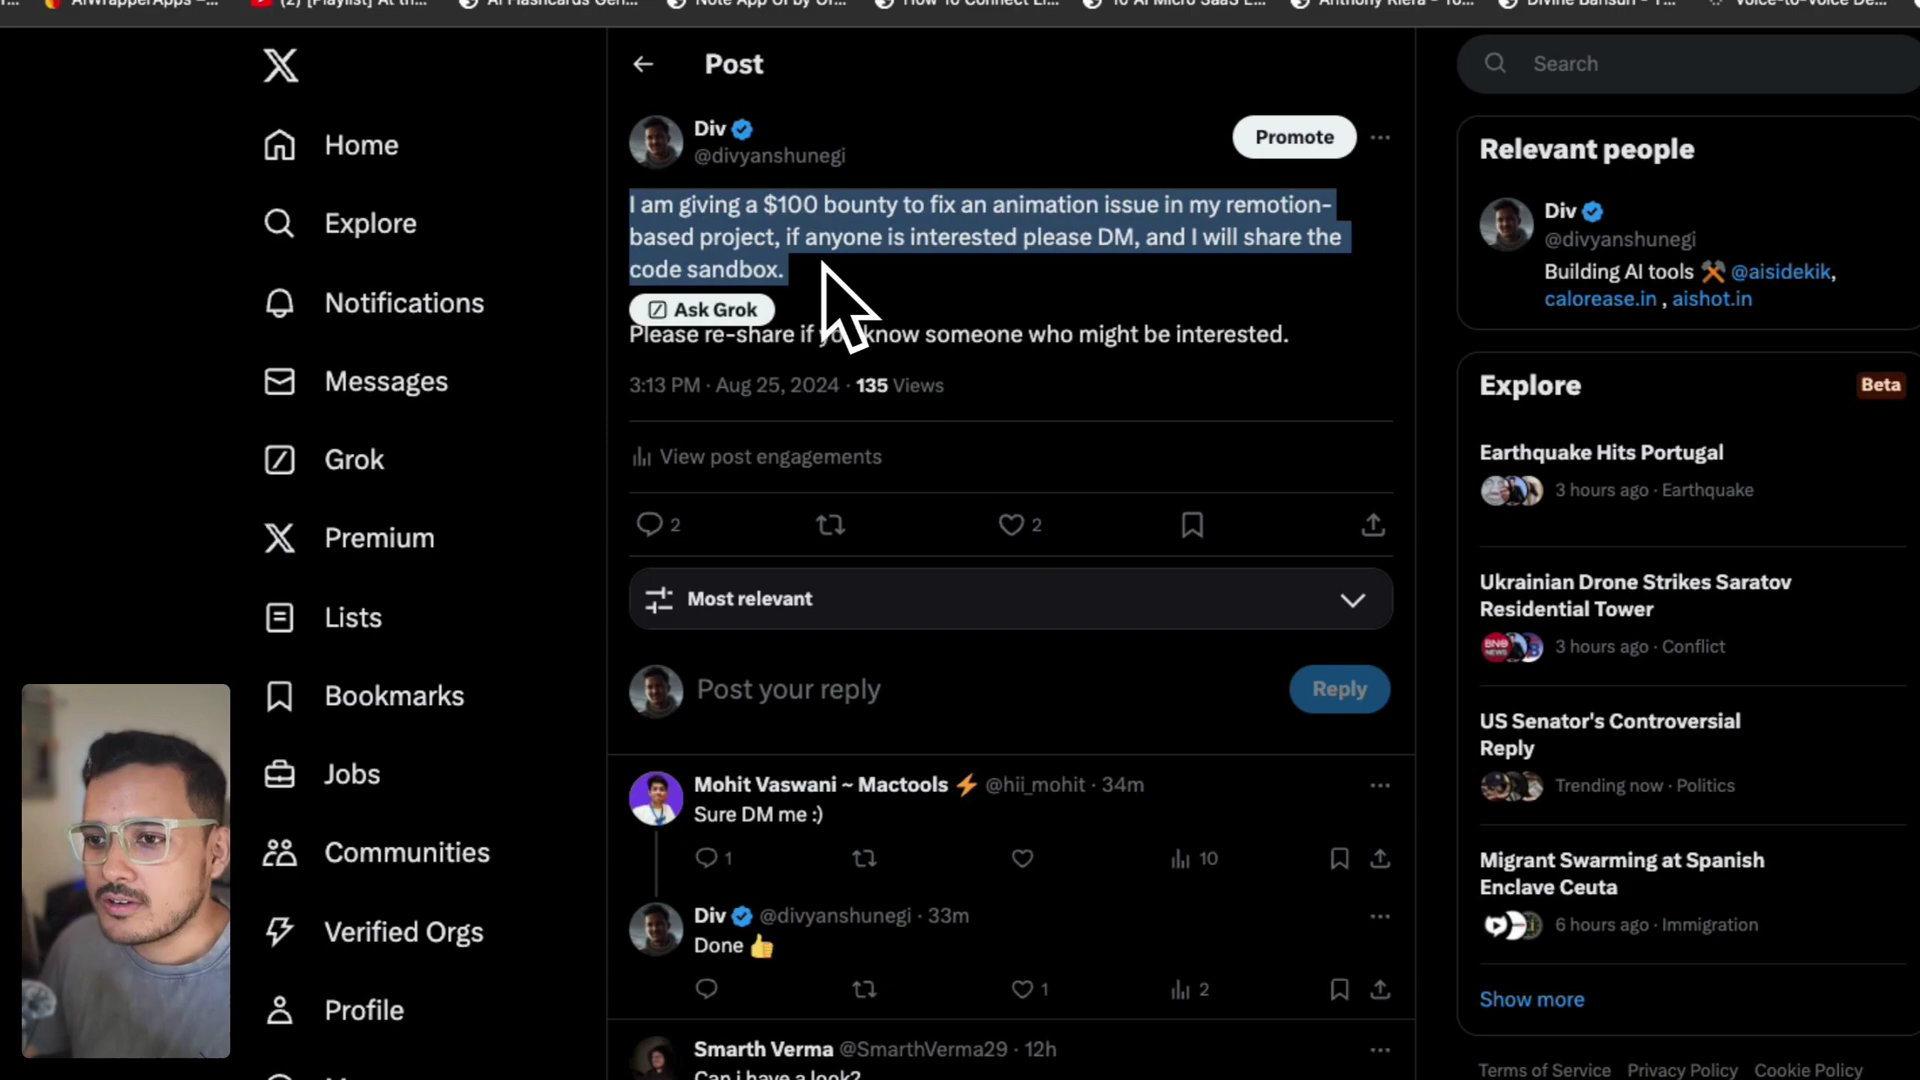 AIWrapperApps –...
(2) [Playlist] At th...
AI Flashcards Gen...
Note App UI by Of...
How To Connect Li...
10 AI Micro SaaS E...
Anthony Riera - Yo...
Divine Bansuri - T...
Voice-to-Voice De...
Home
Explore
Notifications
Messages
Grok
Premium
Lists
Bookmarks
Jobs
Communities
Verified Orgs
Profile
Post
Div
@divyanshunegi
Promote
I am giving a $100 bounty to fix an animation issue in my remotion-
based project, if anyone is interested please DM, and I will share the
code sandbox.
Ask Grok
Please re-share if you know someone who might be interested.
3:13 PM · Aug 25, 2024 · 135 Views
View post engagements
2
2
Most relevant
Post your reply
Reply
Mohit Vaswani ~ Mactools ⚡ @hii_mohit · 34m
Sure DM me :)
1
10
Div @divyanshunegi · 33m
Done 👍
1
2
Smarth Verma @SmarthVerma29 · 12h
Can i have a look?
Search
Relevant people
Div
@divyanshunegi
Building AI tools ⚒️ @aisidekik,
calorease.in , aishot.in
Explore
Beta
Earthquake Hits Portugal
3 hours ago · Earthquake
Ukrainian Drone Strikes Saratov
Residential Tower
BNO
NEWS
3 hours ago · Conflict
US Senator's Controversial
Reply
Trending now · Politics
Migrant Swarming at Spanish
Enclave Ceuta
6 hours ago · Immigration
Show more
Terms of Service Privacy Policy Cookie Policy